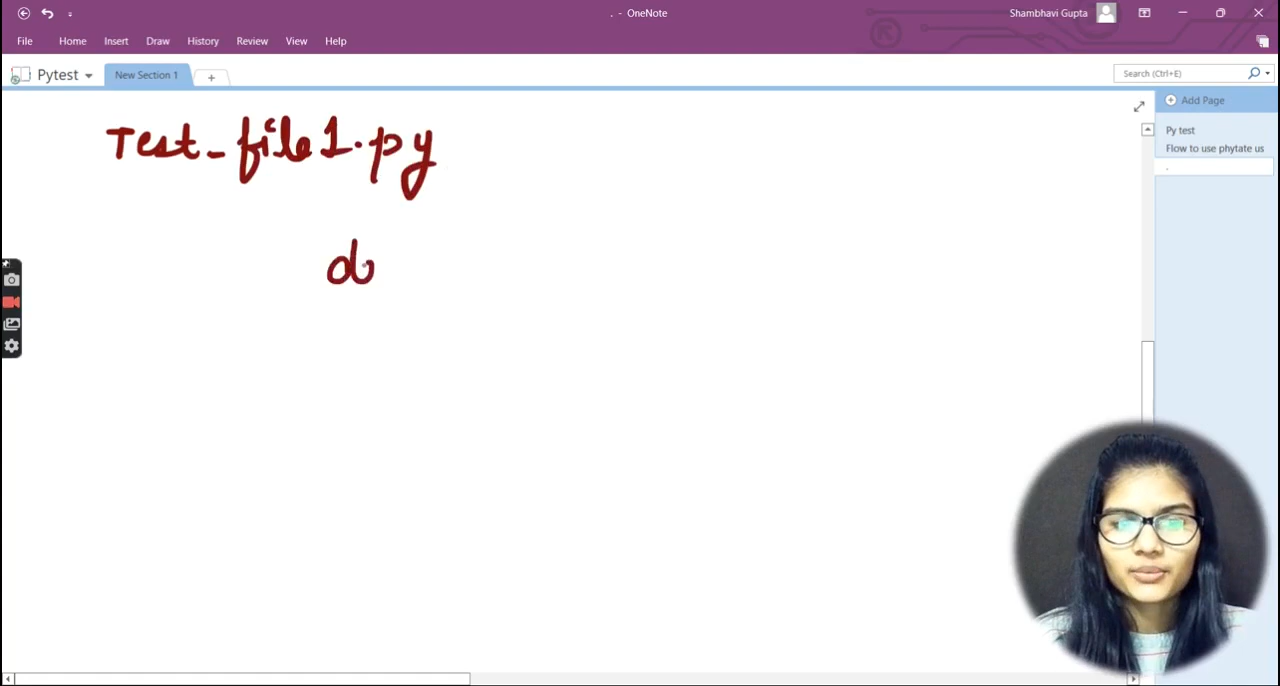 . - OneNote
Shambhavi Gupta
File Home Insert Draw History Review View Help
Pytest
New Section 1
+
Search (Ctrl+E)
Add Page
Py test
Flow to use phytate us
.
Test_file1.py
d